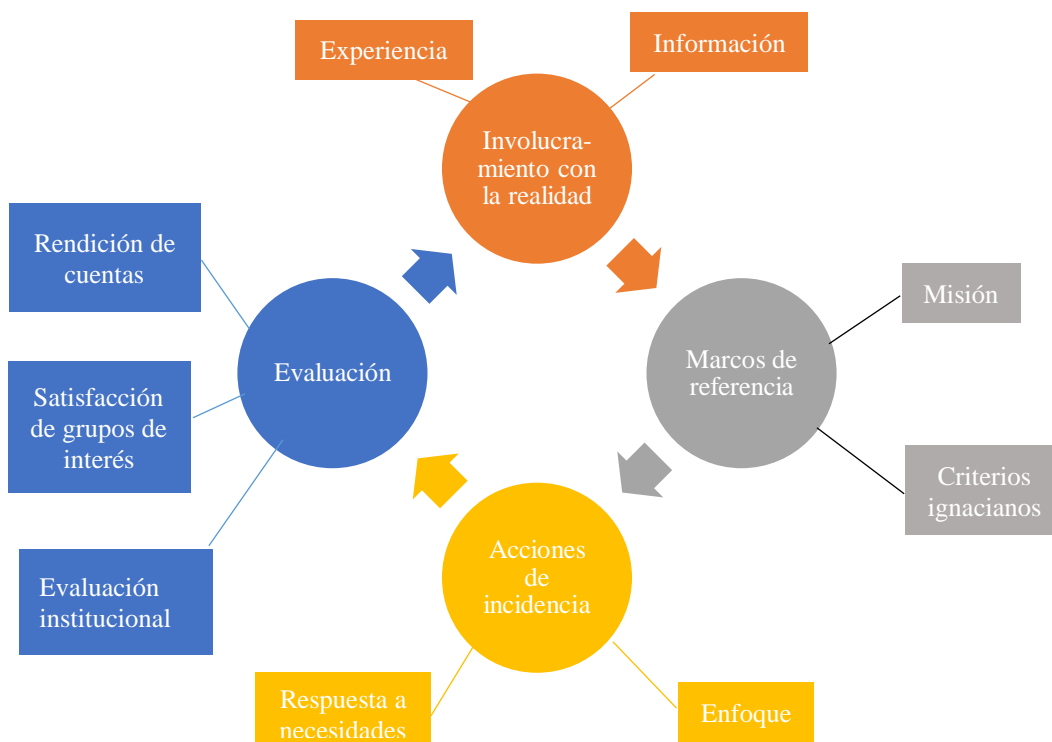 Experiencia
Información
Involucra-
miento con
la realidad
Rendición de
cuentas
Misión
Evaluación
Marcos de
referencia
Satisfacción
de grupos de
interés
Criterios
ignacianos
Acciones
de
incidencia
Evaluación
institucional
Respuesta a
necesidades
Enfoque